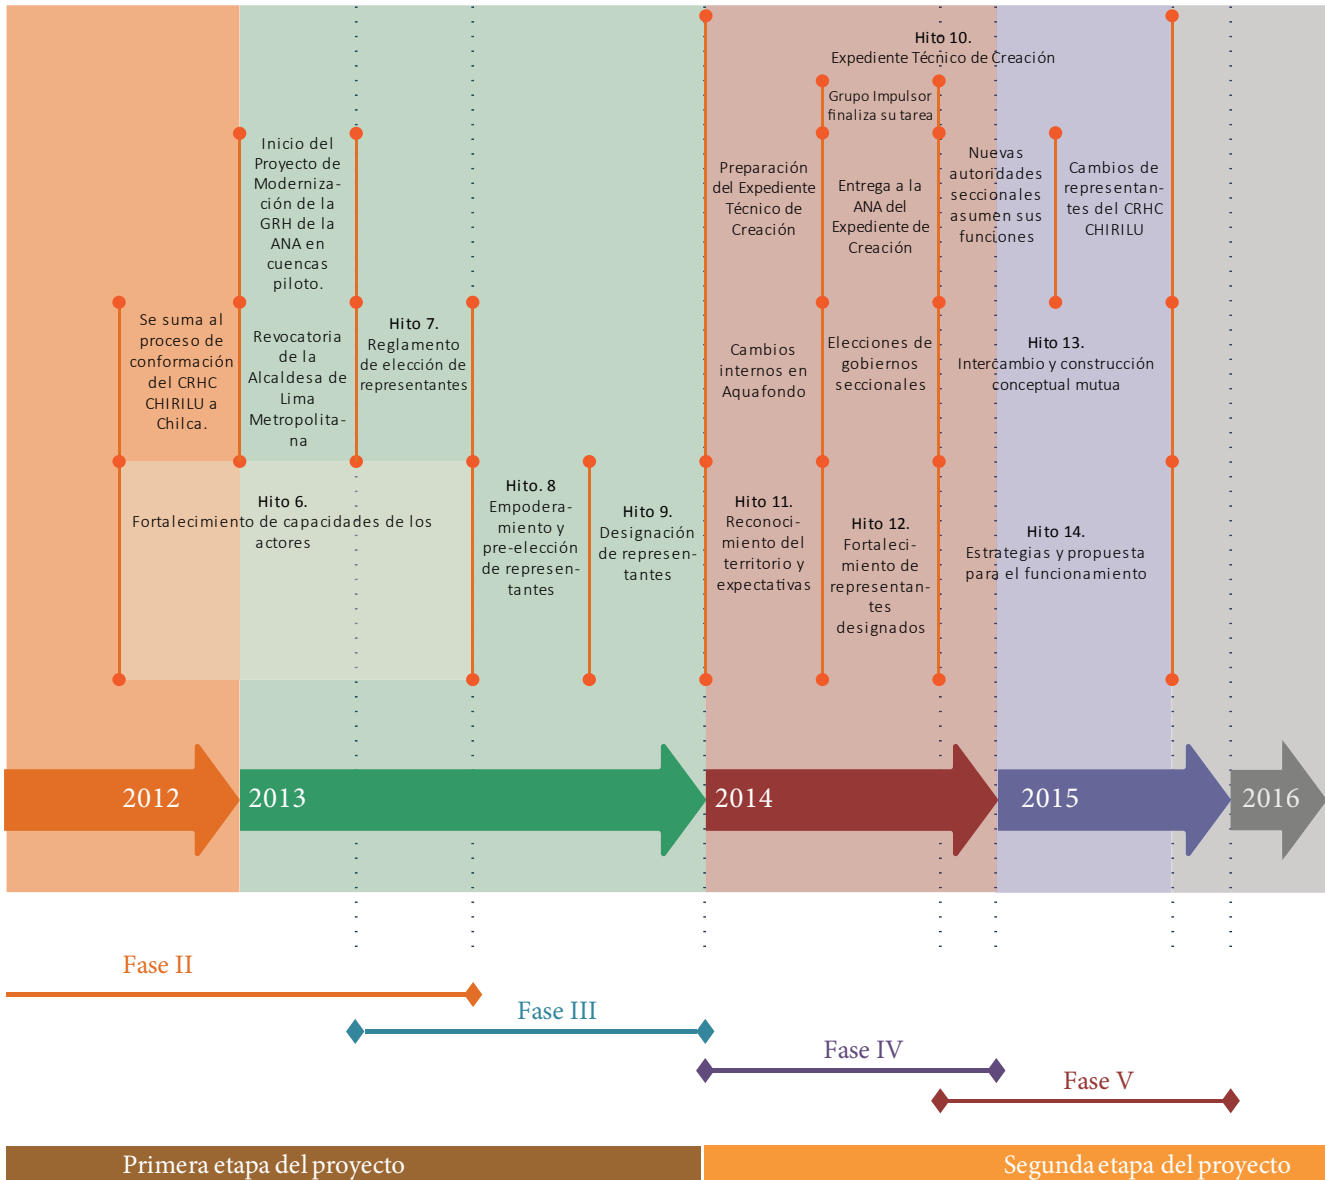 Hito 10.
Expediente Técnico de Creación
Grupo Impulsor
finaliza su tarea
Inicio del
Proyecto de
Moderniza-
ción de la
GRH de la
ANA en
cuencas
piloto.
Preparación
del Expediente
Técnico de
Creación
Entrega a la
ANA del
Expediente de
Creación
Nuevas
autoridades
seccionales
asumen sus
funciones
Cambios de
representan-
tes del CRHC
CHIRILU
Se suma al
proceso de
conformación
del CRHC
CHIRILU a
Chilca.
Revocatoria
de la
Alcaldesa de
Lima
Metropolita-
na
Hito 7.
Reglamento
de elección de
representantes
Cambios
internos en
Aquafondo
Elecciones de
gobiernos
seccionales
Hito 13.
Intercambio y construcción
conceptual mutua
Hito 6.
Fortalecimiento de capacidades de los
actores
Hito. 8
Empodera-
miento y
pre-elección
de represen-
tantes
Hito 9.
Designación
de represen-
tantes
Hito 11.
Reconoci-
miento del
territorio y
expectativas
Hito 12.
Fortaleci-
miento de
representan-
tes
designados
Hito 14.
Estrategias y propuesta
para el funcionamiento
2012
2013
2014
2015
2016
Fase II
Fase III
Fase IV
Fase V
Primera etapa del proyecto
Segunda etapa del proyecto